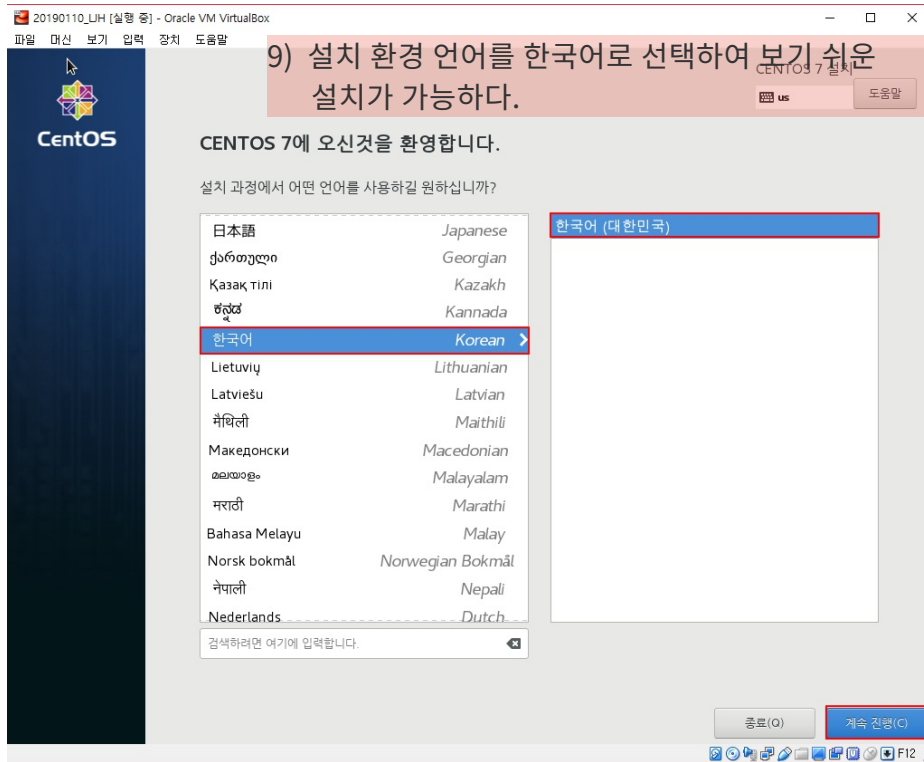 20190110_LJH [실행 중] - Oracle VM VirtualBox
파일 머신 보기 입력 장치 도움말
9) 설치 환경 언어를 한국어로 선택하여 보기 쉬운
설치가 가능하다.
CENTOS 7 설치
us
도움말
CentOS
CENTOS 7에 오신것을 환영합니다.
설치 과정에서 어떤 언어를 사용하길 원하십니까?
日本語 Japanese
ქართული Georgian
Қазақ тілі Kazakh
ಕನ್ನಡ Kannada
한국어 Korean
Lietuvių Lithuanian
Latviešu Latvian
मैथिली Maithili
Македонски Macedonian
മലയാളം Malayalam
मराठी Marathi
Bahasa Melayu Malay
Norsk bokmål Norwegian Bokmål
नेपाली Nepali
Nederlands Dutch
한국어 (대한민국)
검색하려면 여기에 입력합니다.
종료(Q)
계속 진행(C)
F12